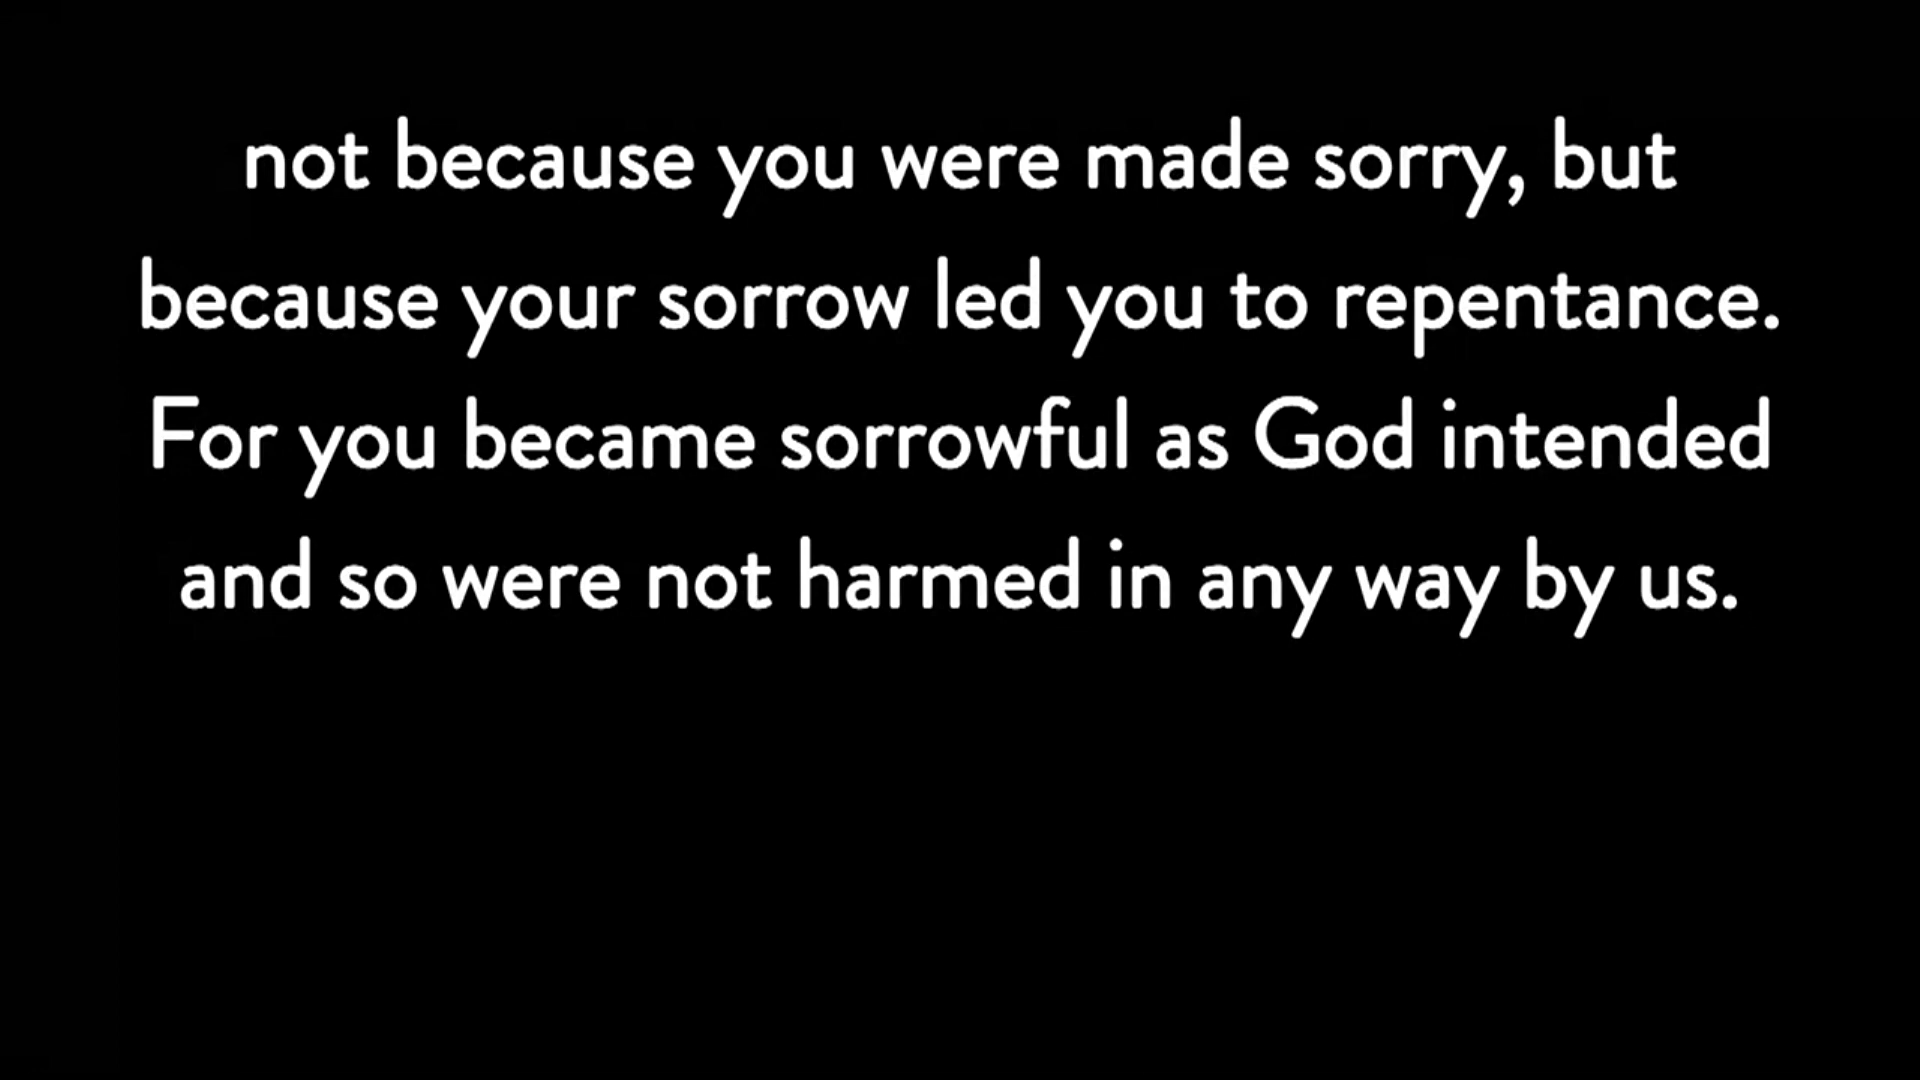 not because you were made sorry, but
because your sorrow led you to repentance.
For you became sorrowful as God intended
and so were not harmed in any way by us.